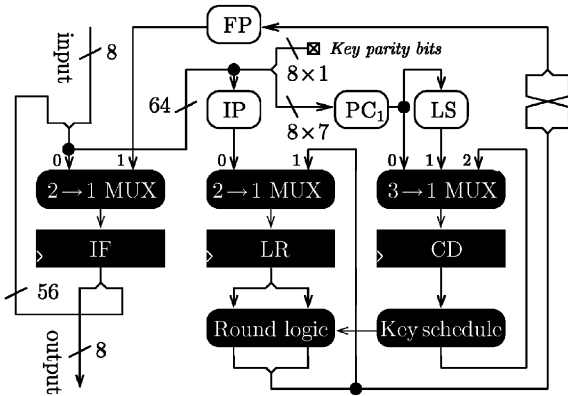 FP
input
8
Key parity bits
8×1
64
IP
8×7
PC1
LS
0
1
0
1
0
1
2
2→1 MUX
2→1 MUX
3→1 MUX
IF
LR
CD
56
output
8
Round logic
Key schedule